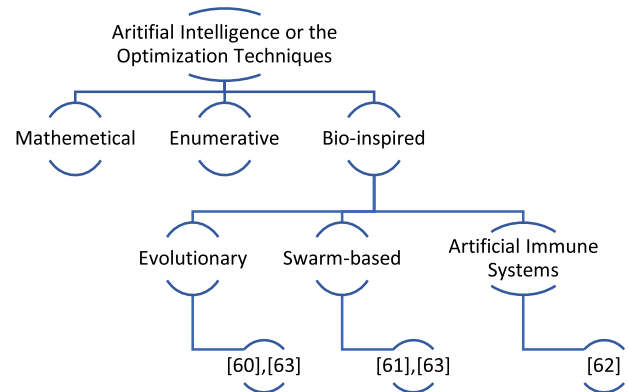 Aritifial Intelligence or the
Optimization Techniques
Mathemetical
Enumerative
Bio-inspired
Evolutionary
Swarm-based
Artificial Immune
Systems
[60],[63]
[61],[63]
[62]